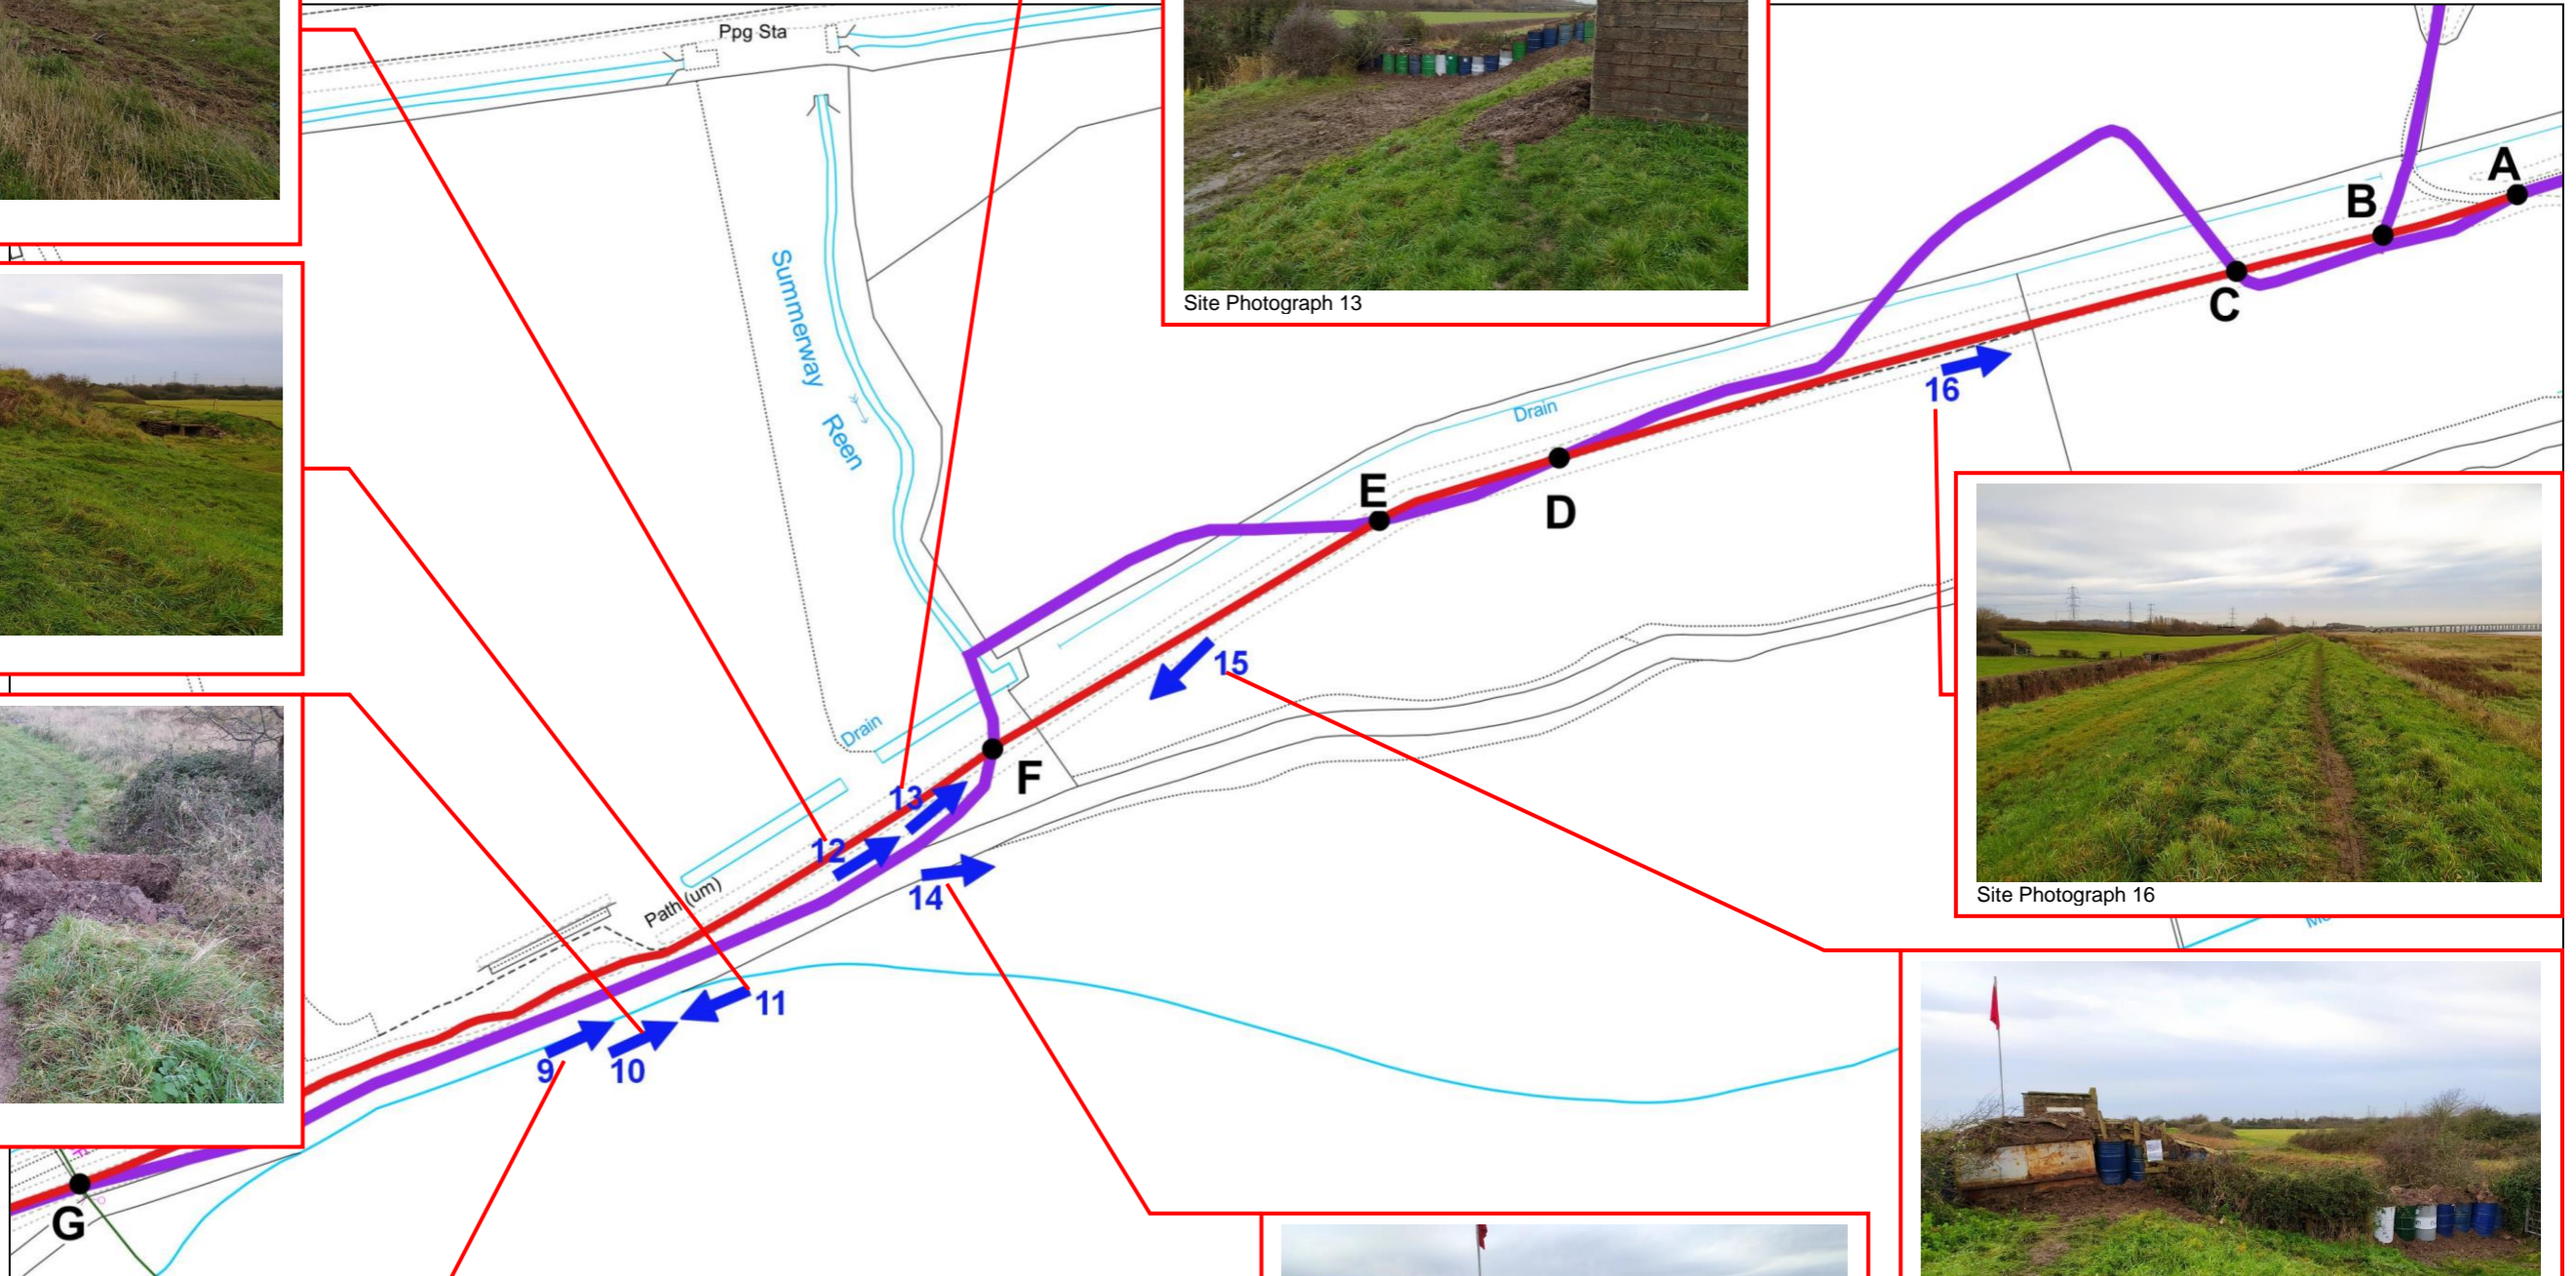 Ppg Sta
Site Photograph 13
A
B
C
Summerway
Reen
Drain
16
E
D
15
Drain
F
13
12
14
Path (um)
Site Photograph 16
11
9
10
G